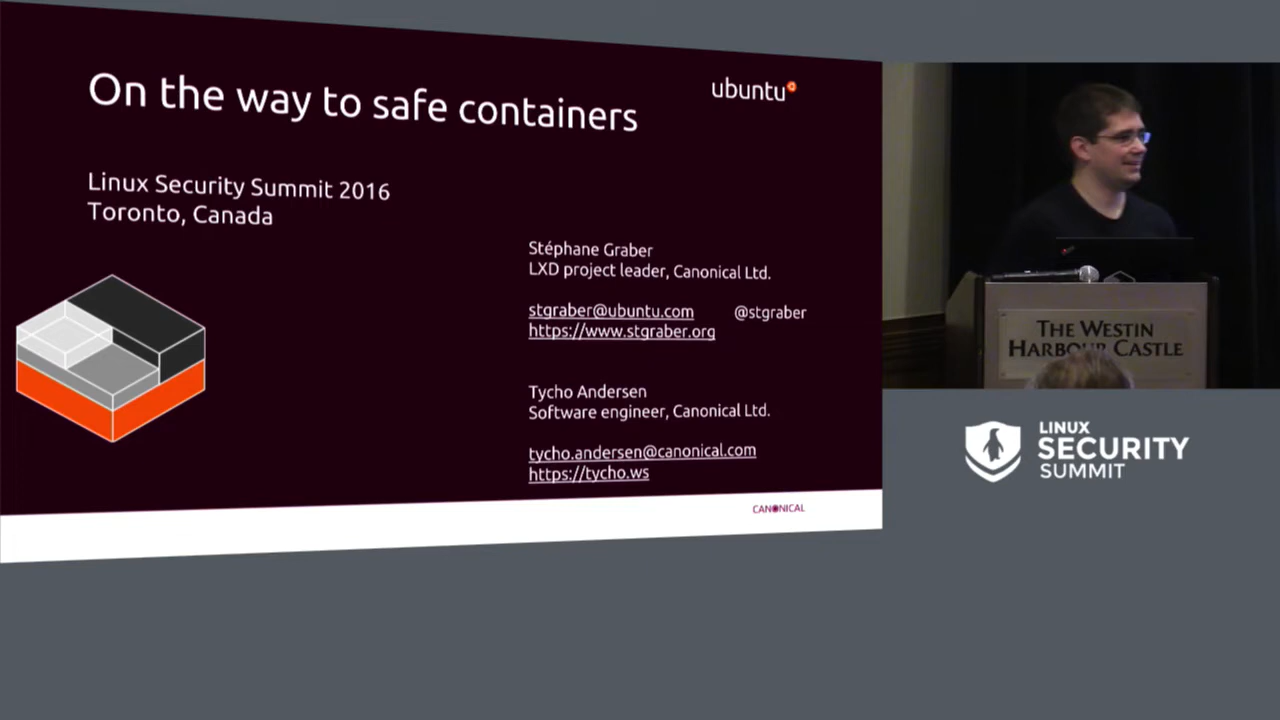 On the way to safe containers
ubuntu
Linux Security Summit 2016
Toronto, Canada
Stéphane Graber
LXD project leader, Canonical Ltd.
stgraber@ubuntu.com @stgraber
https://www.stgraber.org
Tycho Andersen
Software engineer, Canonical Ltd.
tycho.andersen@canonical.com
https://tycho.ws
CANONICAL
THE WESTIN
HARBOUR CASTLE
LINUX
SECURITY
SUMMIT